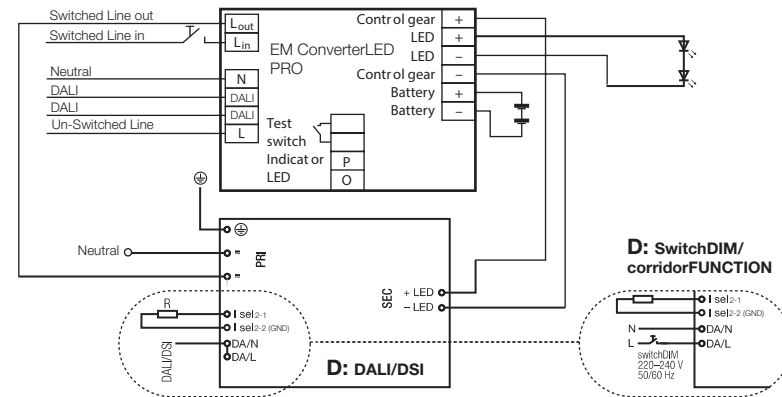 Switched Line out
Switched Line in
Neutral
DALI
DALI
Un-Switched Line
Lout
Lin
N
DALI
DALI
L
EM ConverterLED
PRO
Test
switch
Indicat or
LED
P
O
Control gear +
LED +
LED –
Control gear –
Battery +
Battery –
Neutral
PRI
SEC
+ LED
– LED
R
I sel2-1
I sel2-2 (GND)
DA/N
DA/L
DALI/DSI
D: DALI/DSI
D: SwitchDIM/
corridorFUNCTION
I sel2-1
I sel2-2 (GND)
N
DA/N
L
DA/L
switchDIM
220–240 V
50/60 Hz